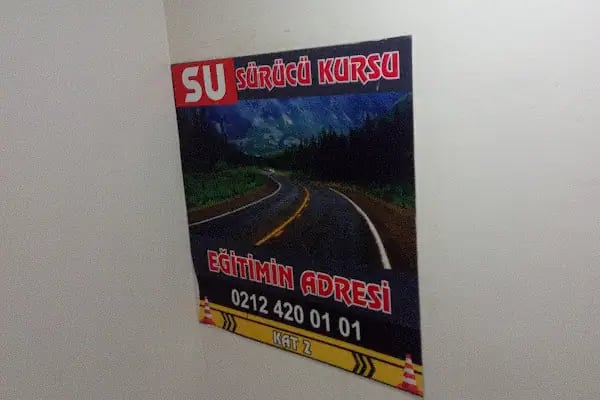 SU SÜRÜCÜ KURSU
EĞİTİMİN ADRESİ
0212 420 01 01
KAT 2